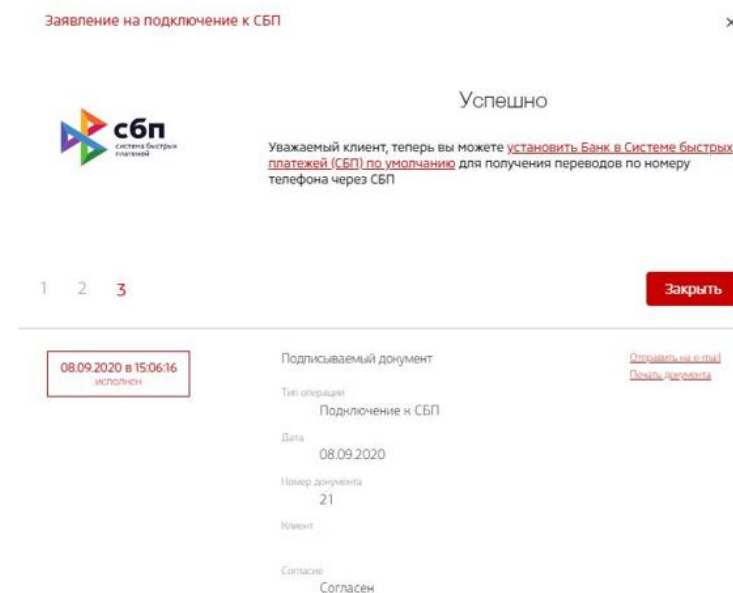 Заявление на подключение к СБП
×
Успешно
сбп
система быстрых
платежей
Уважаемый клиент, теперь вы можете установить Банк в Системе быстрых
платежей (СБП) по умолчанию для получения переводов по номеру
телефона через СБП
1 2 3
Закрыть
08.09.2020 в 15:06:16
исполнен
Подписываемый документ
Отправить на e-mail
Печать документа
Тип операции
Подключение к СБП
Дата
08.09.2020
Номер документа
21
Клиент
Согласие
Согласен